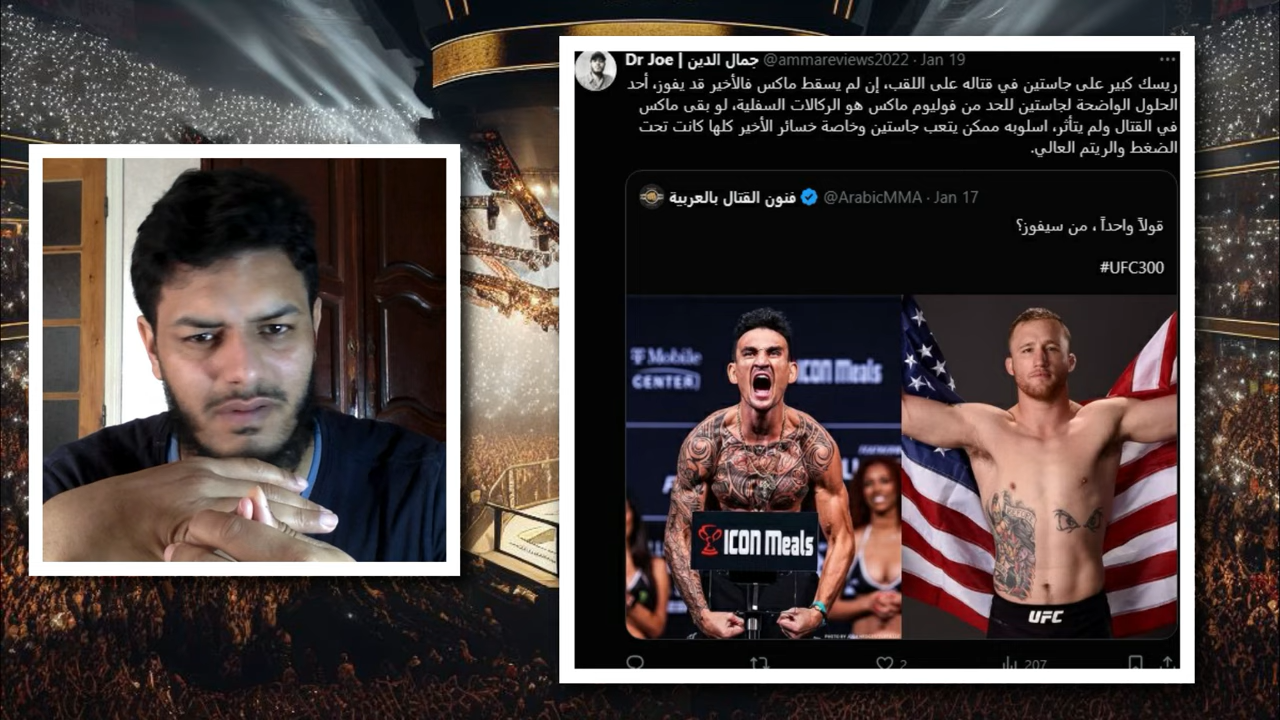 Dr Joe | جمال الدين @ammareviews2022 · Jan 19
ريسك كبير على جاستين في قتاله على اللقب، إن لم يسقط ماكس فالأخير قد يفوز، أحد
الحلول الواضحة لجاستين للحد من فوليوم ماكس هو الركالات السفلية، لو بقى ماكس
في القتال ولم يتأثر، اسلوبه ممكن يتعب جاستين وخاصة خسائر الأخير كلها كانت تحت
الضغط والريتم العالي.
فنون القتال بالعربية @ArabicMMA · Jan 17
قولاً واحداً ، من سيفوز؟
#UFC300
T Mobile
CENTER
ICON Meals
ICON Meals
UFC
2
207